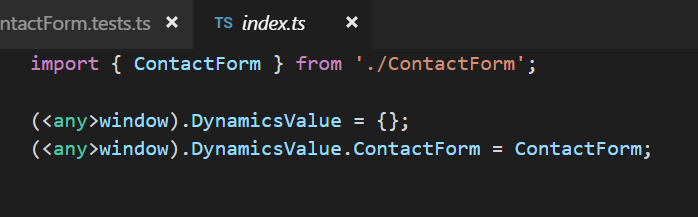 ntactForm.tests.ts × TS index.ts ×
import { ContactForm } from './ContactForm';
(<any>window).DynamicsValue = {};
(<any>window).DynamicsValue.ContactForm = ContactForm;